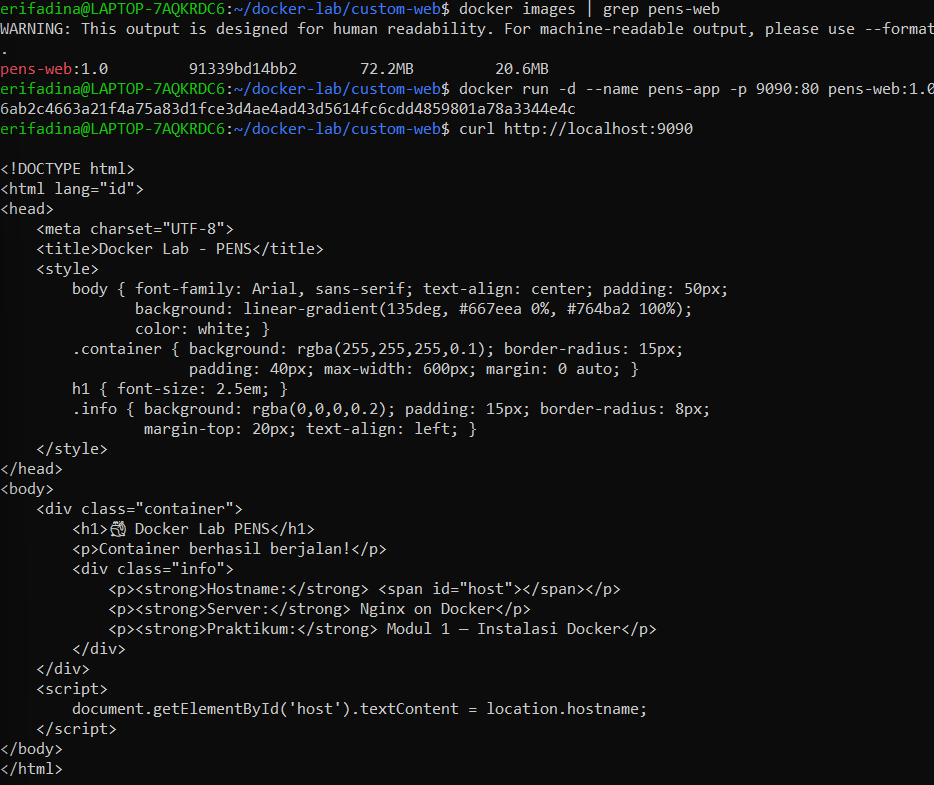 erifadina@LAPTOP-7AQKRDC6:~/docker-lab/custom-web$ docker images | grep pens-web
WARNING: This output is designed for human readability. For machine-readable output, please use --format
.
pens-web:1.0         91339bd14bb2       72.2MB         20.6MB
erifadina@LAPTOP-7AQKRDC6:~/docker-lab/custom-web$ docker run -d --name pens-app -p 9090:80 pens-web:1.0
6ab2c4663a21f4a75a83d1fce3d4ae4ad43d5614fc6cdd4859801a78a3344e4c
erifadina@LAPTOP-7AQKRDC6:~/docker-lab/custom-web$ curl http://localhost:9090

<!DOCTYPE html>
<html lang="id">
<head>
    <meta charset="UTF-8">
    <title>Docker Lab - PENS</title>
    <style>
        body { font-family: Arial, sans-serif; text-align: center; padding: 50px;
               background: linear-gradient(135deg, #667eea 0%, #764ba2 100%);
               color: white; }
        .container { background: rgba(255,255,255,0.1); border-radius: 15px;
                     padding: 40px; max-width: 600px; margin: 0 auto; }
        h1 { font-size: 2.5em; }
        .info { background: rgba(0,0,0,0.2); padding: 15px; border-radius: 8px;
                margin-top: 20px; text-align: left; }
    </style>
</head>
<body>
    <div class="container">
        <h1>🐳 Docker Lab PENS</h1>
        <p>Container berhasil berjalan!</p>
        <div class="info">
            <p><strong>Hostname:</strong> <span id="host"></span></p>
            <p><strong>Server:</strong> Nginx on Docker</p>
            <p><strong>Praktikum:</strong> Modul 1 — Instalasi Docker</p>
        </div>
    </div>
    <script>
        document.getElementById('host').textContent = location.hostname;
    </script>
</body>
</html>